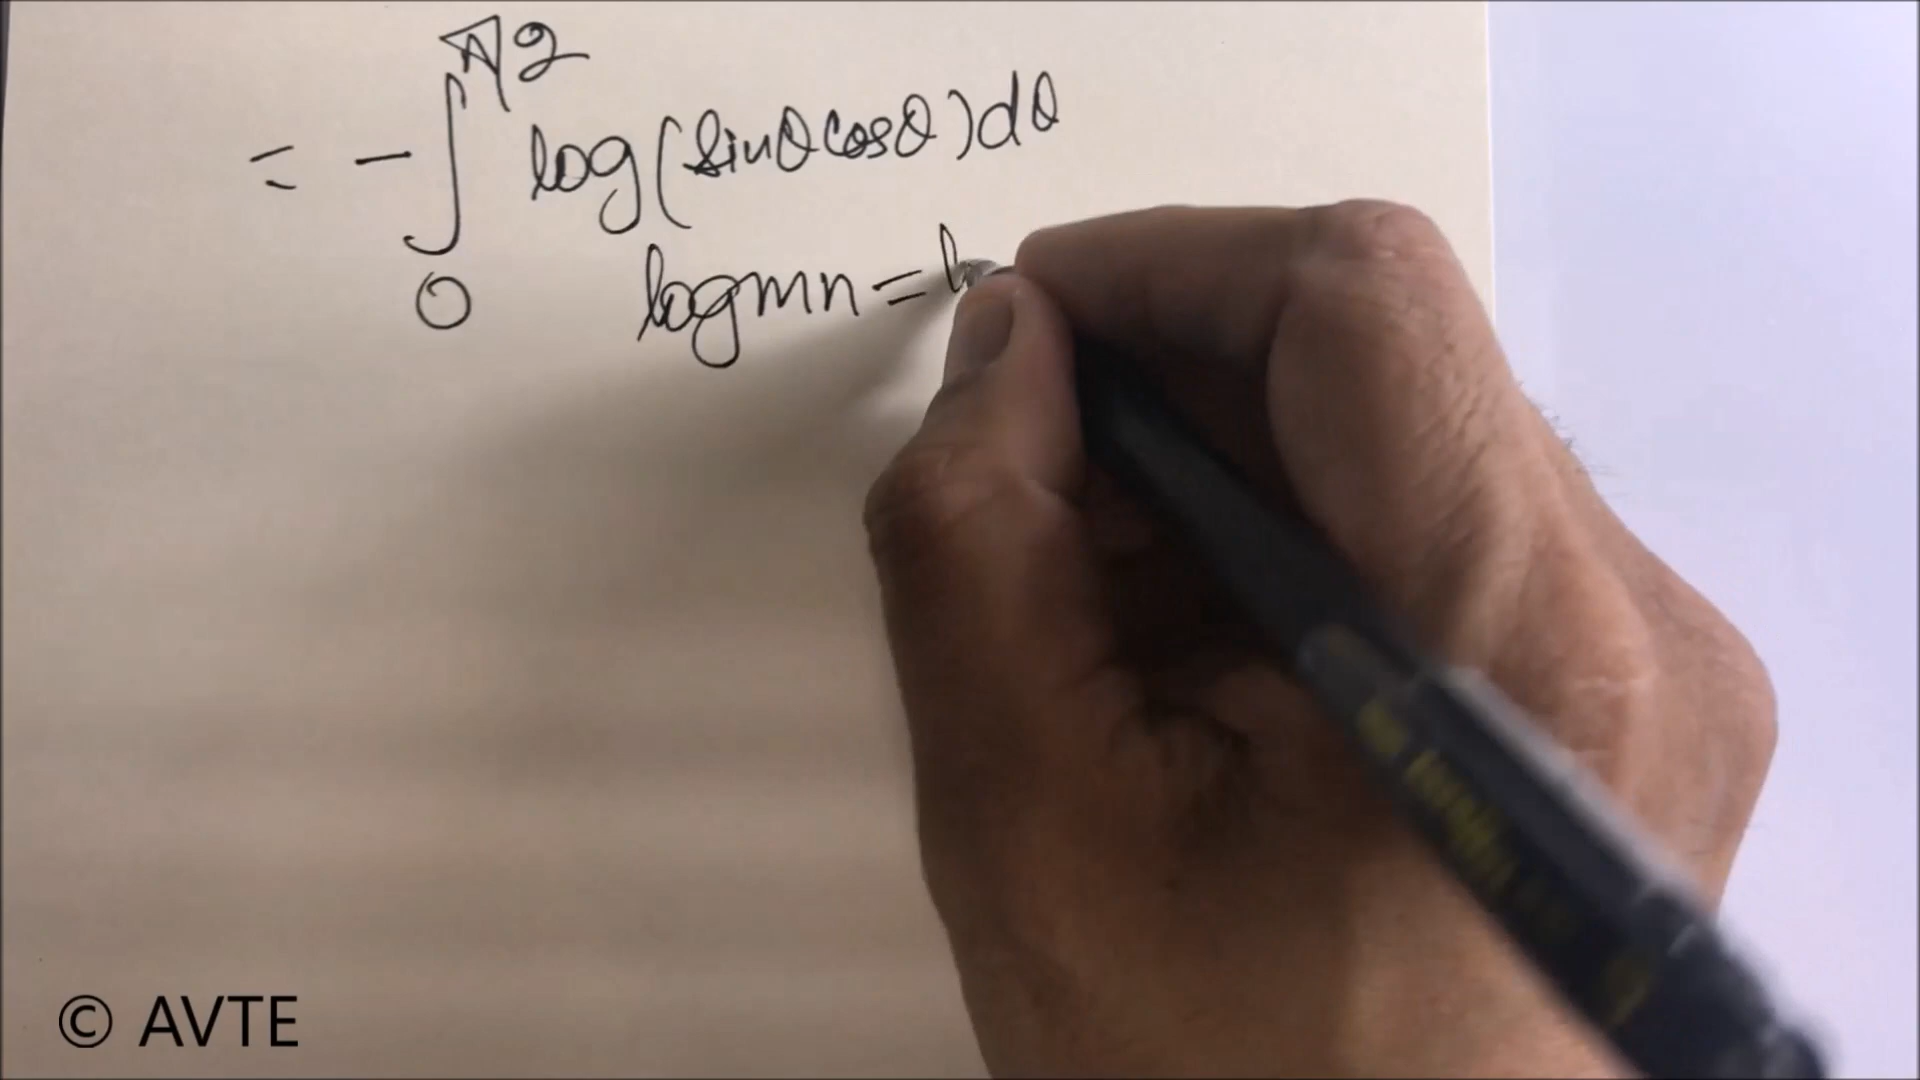 = - ∫₀^{π/2} log(sinθ cosθ)dθ
log mn = l
© AVTE